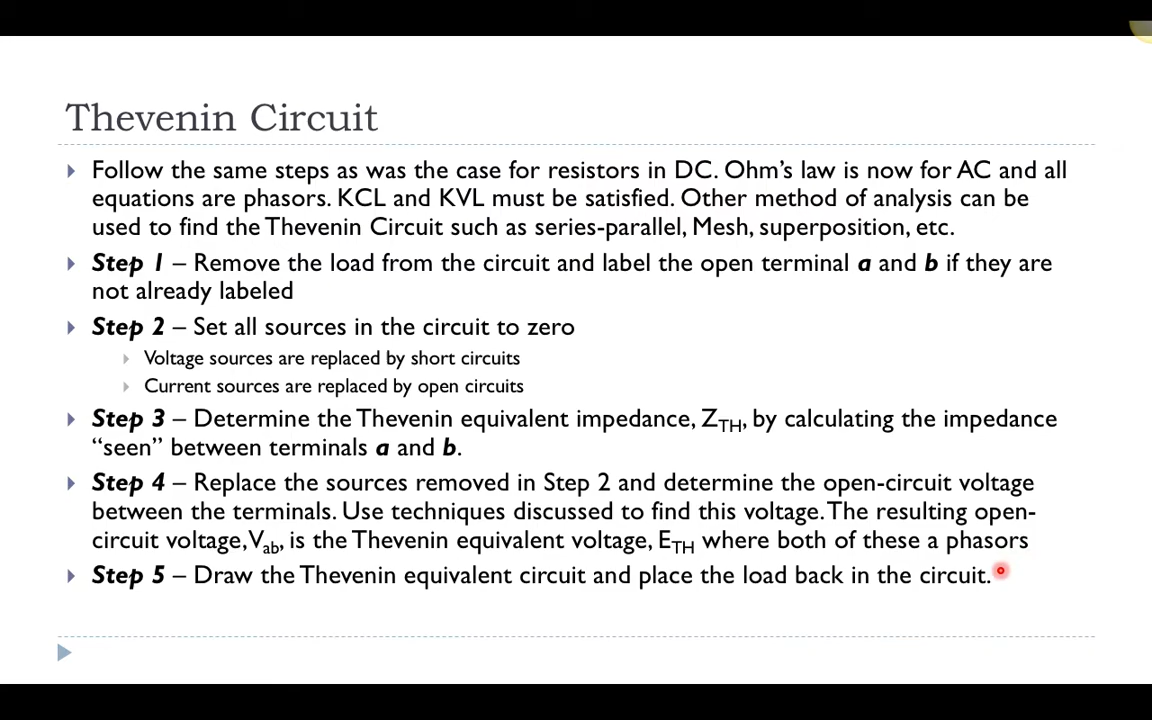 Thevenin Circuit
Follow the same steps as was the case for resistors in DC. Ohm’s law is now for AC and all
equations are phasors. KCL and KVL must be satisfied. Other method of analysis can be
used to find the Thevenin Circuit such as series-parallel, Mesh, superposition, etc.
Step 1 – Remove the load from the circuit and label the open terminal a and b if they are
not already labeled
Step 2 – Set all sources in the circuit to zero
Voltage sources are replaced by short circuits
Current sources are replaced by open circuits
Step 3 – Determine the Thevenin equivalent impedance, ZTH, by calculating the impedance
“seen” between terminals a and b.
Step 4 – Replace the sources removed in Step 2 and determine the open-circuit voltage
between the terminals. Use techniques discussed to find this voltage. The resulting open-
circuit voltage, Vab, is the Thevenin equivalent voltage, ETH where both of these a phasors
Step 5 – Draw the Thevenin equivalent circuit and place the load back in the circuit.